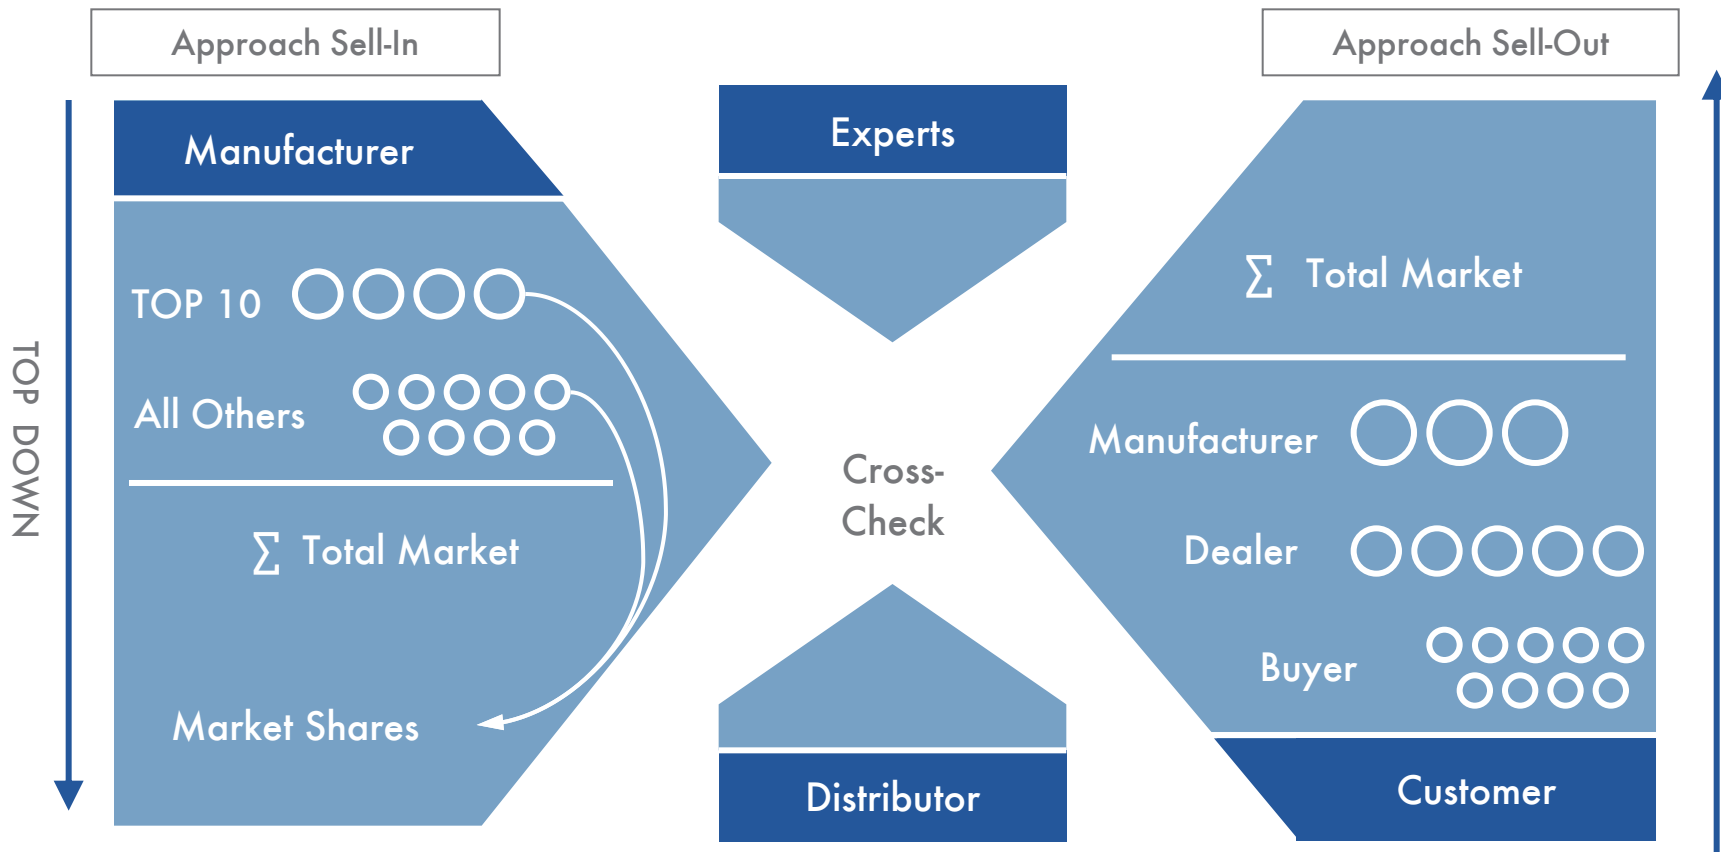 Approach Sell-In
Manufacturer
TOP 10
All Others
∑ Total Market
Market Shares
TOP DOWN
Experts
Cross-
Check
Distributor
Approach Sell-Out
∑ Total Market
Manufacturer
Dealer
Buyer
Customer